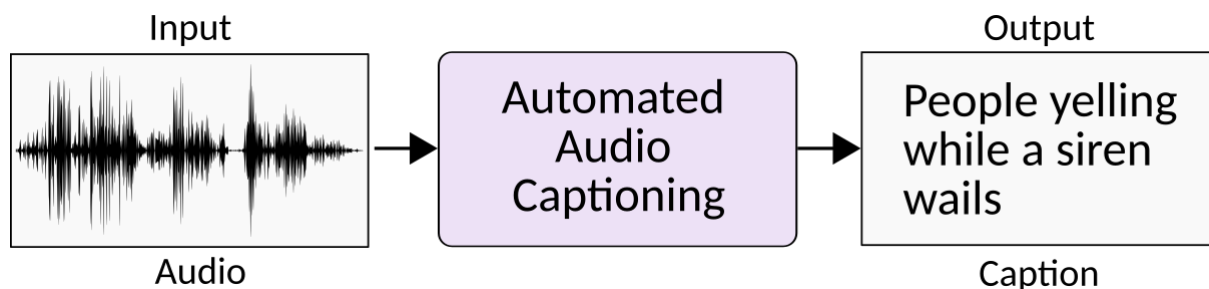 Input
Output
Automated
Audio
Captioning
People yelling
while a siren
wails
Audio
Caption